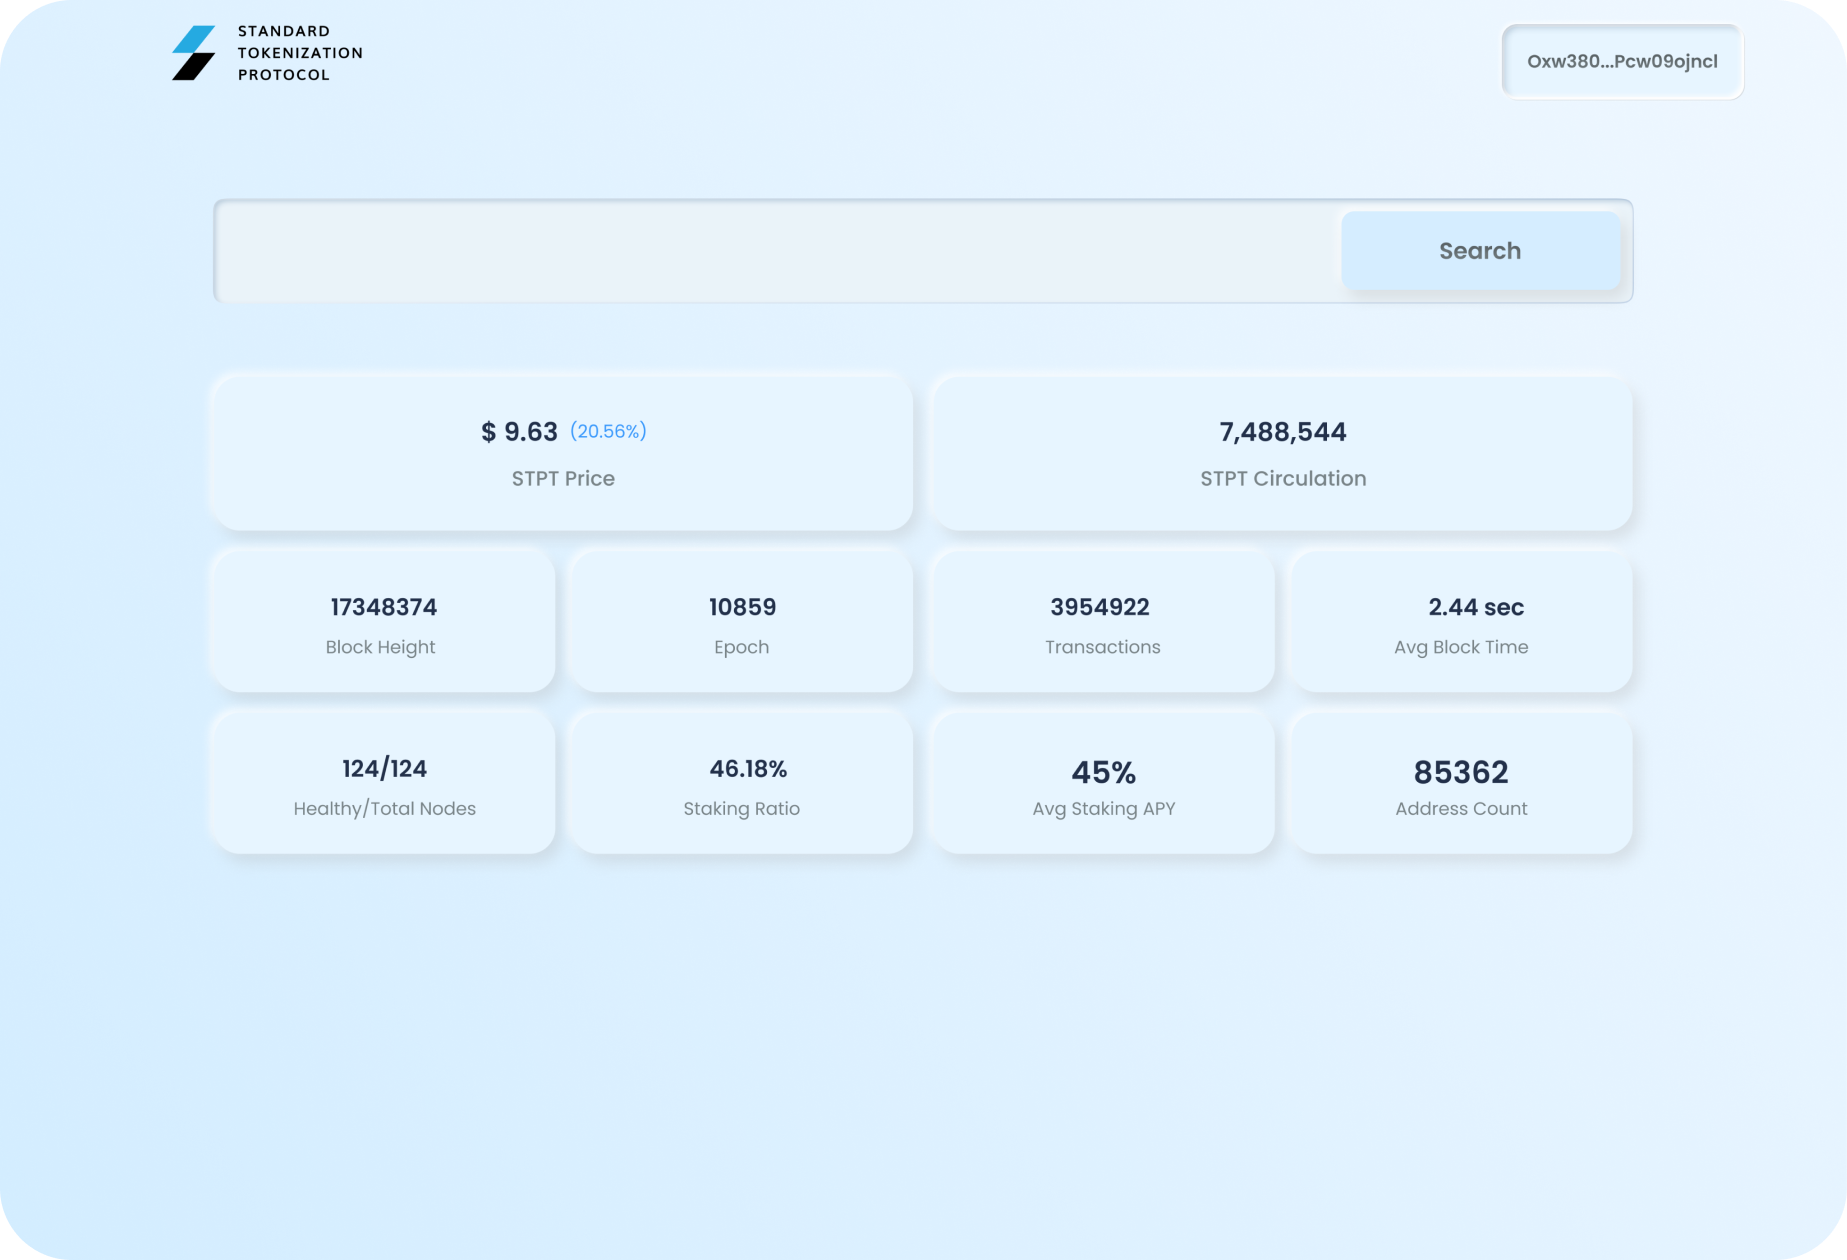 STANDARD
TOKENIZATION
PROTOCOL
Oxw380...Pcw09ojncl
Search
$ 9.63 (20.56%)
STPT Price
7,488,544
STPT Circulation
17348374
Block Height
10859
Epoch
3954922
Transactions
2.44 sec
Avg Block Time
124/124
Healthy/Total Nodes
46.18%
Staking Ratio
45%
Avg Staking APY
85362
Address Count